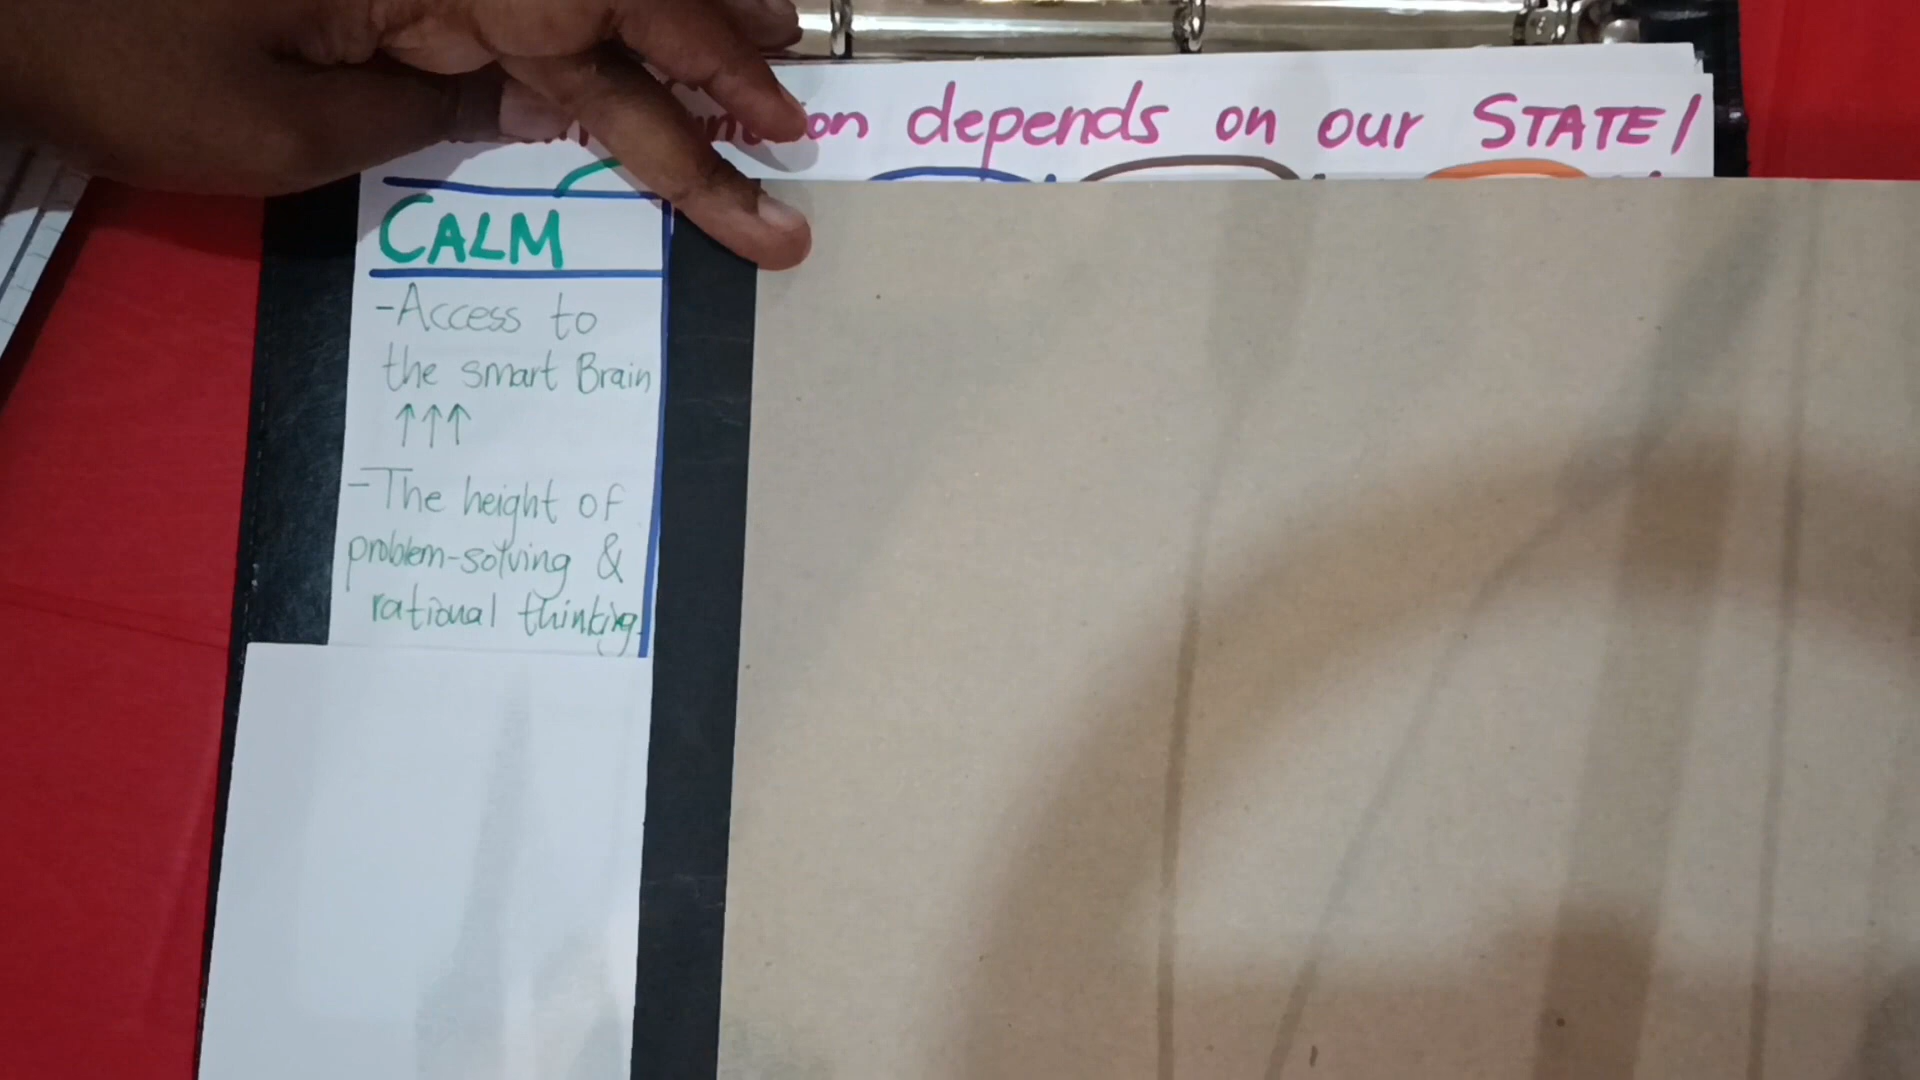 depends on our STATE/
CALM
-Access to
the smart Brain
↑↑↑
-The height of
problem-solving &
rational thinking.